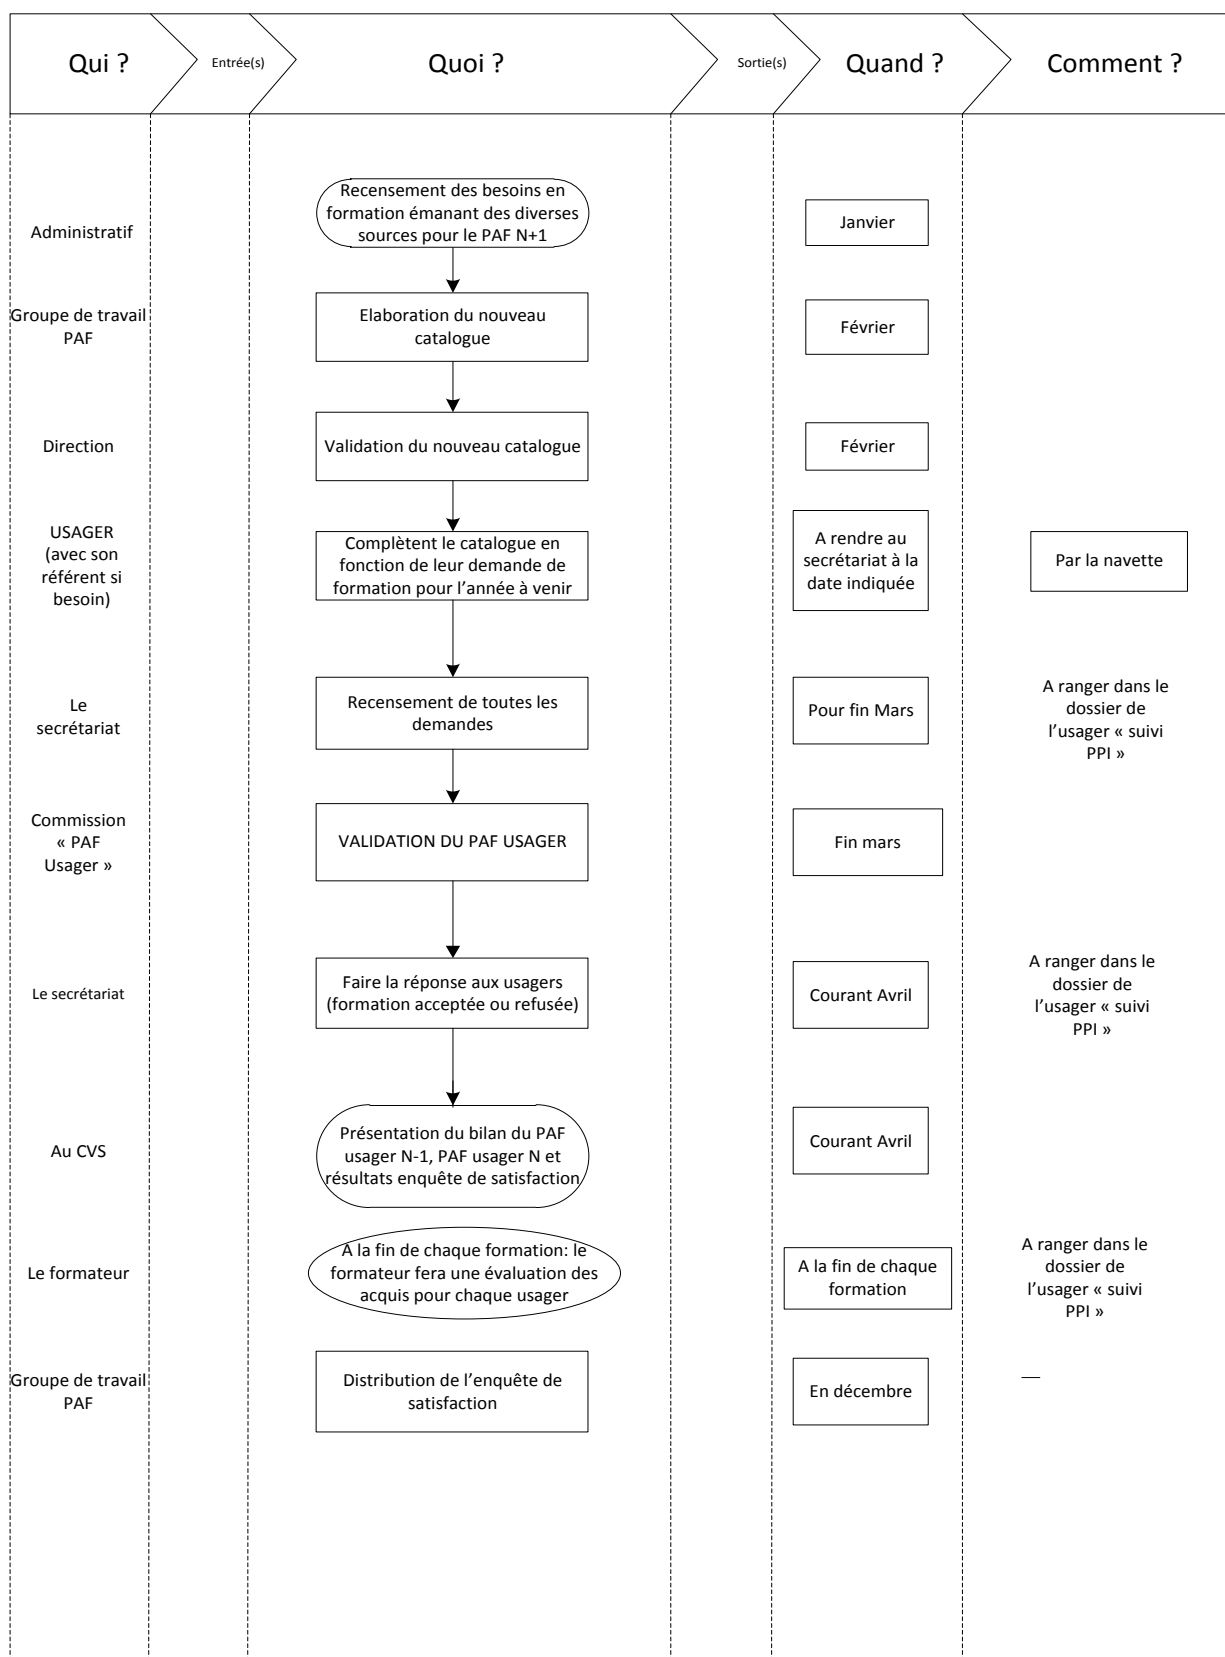 Qui ?
Entrée(s)
Quoi ?
Sortie(s)
Quand ?
Comment ?
Administratif
Recensement des besoins en
formation émanant des diverses
sources pour le PAF N+1
Janvier
Groupe de travail
PAF
Elaboration du nouveau
catalogue
Février
Direction
Validation du nouveau catalogue
Février
USAGER
(avec son
référent si
besoin)
Complètent le catalogue en
fonction de leur demande de
formation pour l’année à venir
A rendre au
secrétariat à la
date indiquée
Par la navette
Le
secrétariat
Recensement de toutes les
demandes
Pour fin Mars
A ranger dans le
dossier de
l’usager « suivi
PPI »
Commission
« PAF
Usager »
VALIDATION DU PAF USAGER
Fin mars
Le secrétariat
Faire la réponse aux usagers
(formation acceptée ou refusée)
Courant Avril
A ranger dans le
dossier de
l’usager « suivi
PPI »
Au CVS
Présentation du bilan du PAF
usager N-1, PAF usager N et
résultats enquête de satisfaction
Courant Avril
Le formateur
A la fin de chaque formation: le
formateur fera une évaluation des
acquis pour chaque usager
A la fin de chaque
formation
A ranger dans le
dossier de
l’usager « suivi
PPI »
Groupe de travail
PAF
Distribution de l’enquête de
satisfaction
En décembre
—